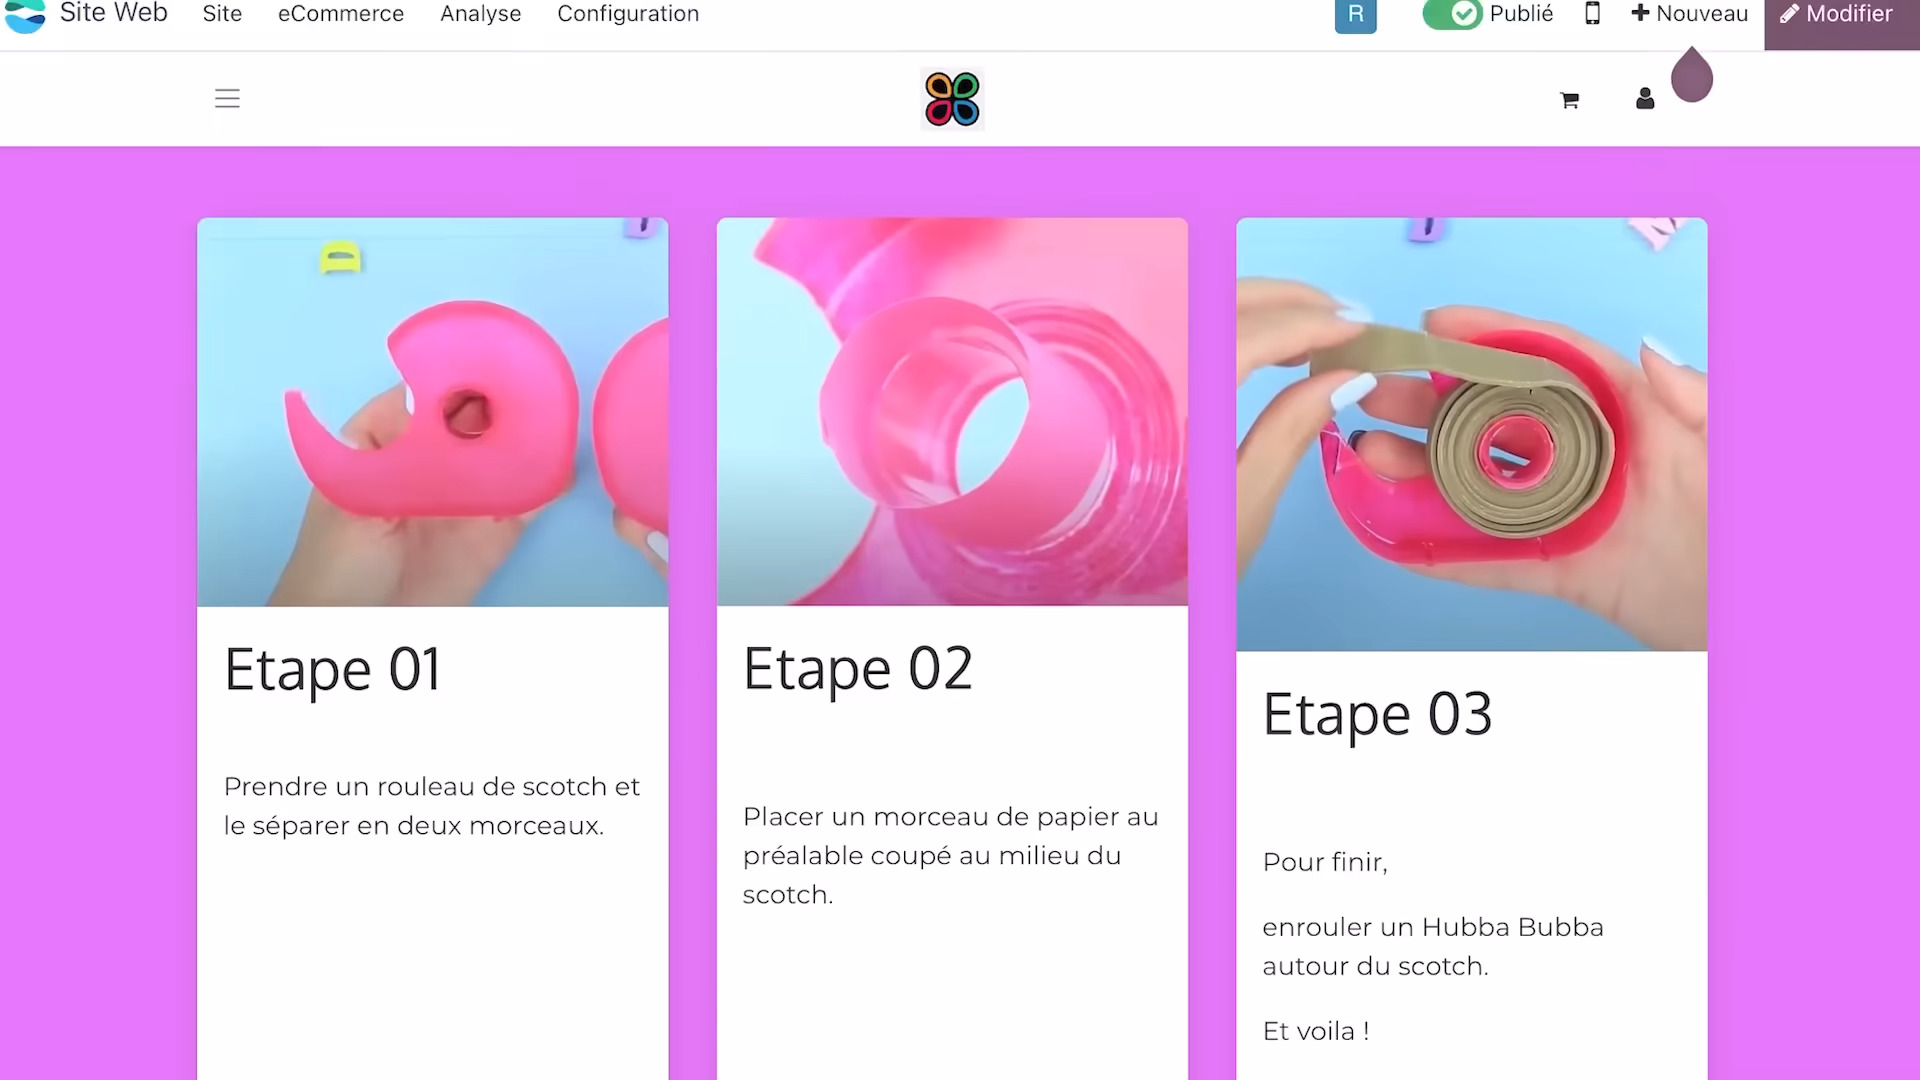 Site Web
Site
eCommerce
Analyse
Configuration
R
Publié
Nouveau
Modifier
Etape 01
Prendre un rouleau de scotch et
le séparer en deux morceaux.
Etape 02
Placer un morceau de papier au
préalable coupé au milieu du
scotch.
Etape 03
Pour finir,
enrouler un Hubba Bubba
autour du scotch.
Et voila !